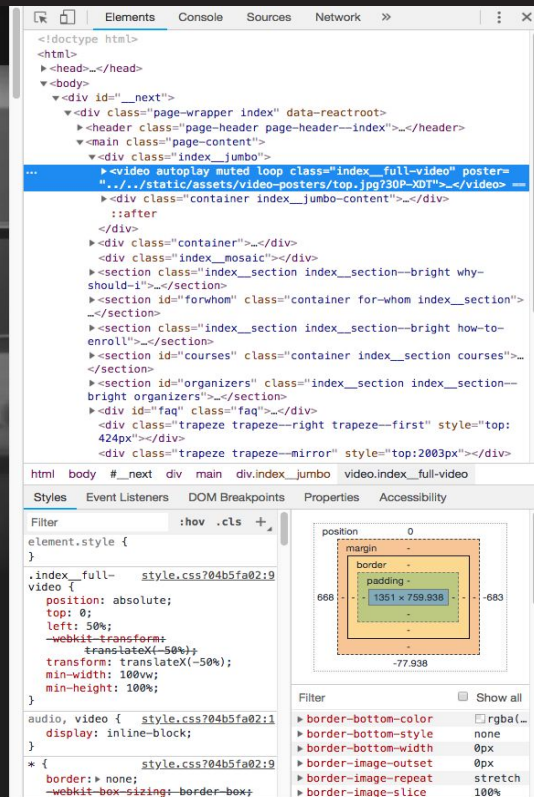 Elements Console Sources Network »
<!doctype html>
<html>
<head>…</head>
<body>
<div id="__next">
<div class="page-wrapper index" data-reactroot>
<header class="page-header page-header--index">…</header>
<main class="page-content">
<div class="index__jumbo">
<video autoplay muted loop class="index__full-video" poster=
"../../static/assets/video-posters/top.jpg?3OP-XDT">…</video> ==
<div class="container index__jumbo-content">…</div>
::after
</div>
<div class="container">…</div>
<div class="index__mosaic"></div>
<section class="index__section index__section--bright why-
should-i">…</section>
<section id="forwhom" class="container for-whom index__section">
…</section>
<section class="index__section index__section--bright how-to-
enroll">…</section>
<section id="courses" class="container index__section courses">…
</section>
<section id="organizers" class="index__section index__section--
bright organizers">…</section>
<div id="faq" class="faq">…</div>
<div class="trapeze trapeze--right trapeze--first" style="top:
424px"></div>
<div class="trapeze trapeze--mirror" style="top:2003px"></div>
html body #__next div main div.index__jumbo video.index__full-video
Styles Event Listeners DOM Breakpoints Properties Accessibility
Filter :hov .cls +
element.style {
}
.index__full- style.css?04b5fa02:9
video {
position: absolute;
top: 0;
left: 50%;
-webkit-transform:
translateX(-50%);
transform: translateX(-50%);
min-width: 100vw;
min-height: 100%;
}
audio, video { style.css?04b5fa02:1
display: inline-block;
}
* { style.css?04b5fa02:9
border: none;
-webkit-box-sizing: border-box;
position 0
margin -
border -
padding -
668 - - - 1351 × 759.938 - - - -683
-
-
-
-77.938
Filter Show all
border-bottom-color rgba(…
border-bottom-style none
border-bottom-width 0px
border-image-outset 0px
border-image-repeat stretch
border-image-slice 100%